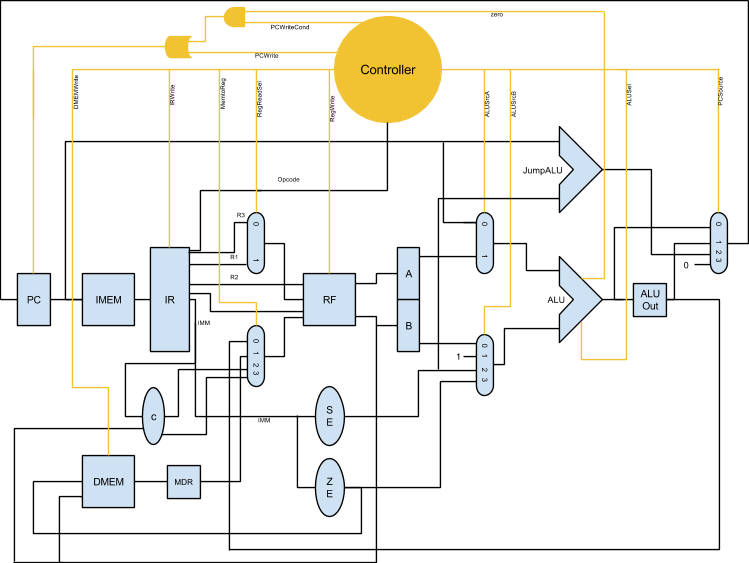 zero
PCWriteCond
PCWrite
Controller
DMEMWrite
IRWrite
MemtoReg
RegReadSel
RegWrite
ALUSrcA
ALUSrcB
ALUSel
PCSource
JumpALU
Opcode
R3
0
1
R1
R2
0
1
0
1
2
3
0
PC
IMEM
IR
RF
A
B
ALU
ALU
Out
IMM
0
1
2
3
1
0
1
2
3
c
IMM
S
E
DMEM
MDR
Z
E